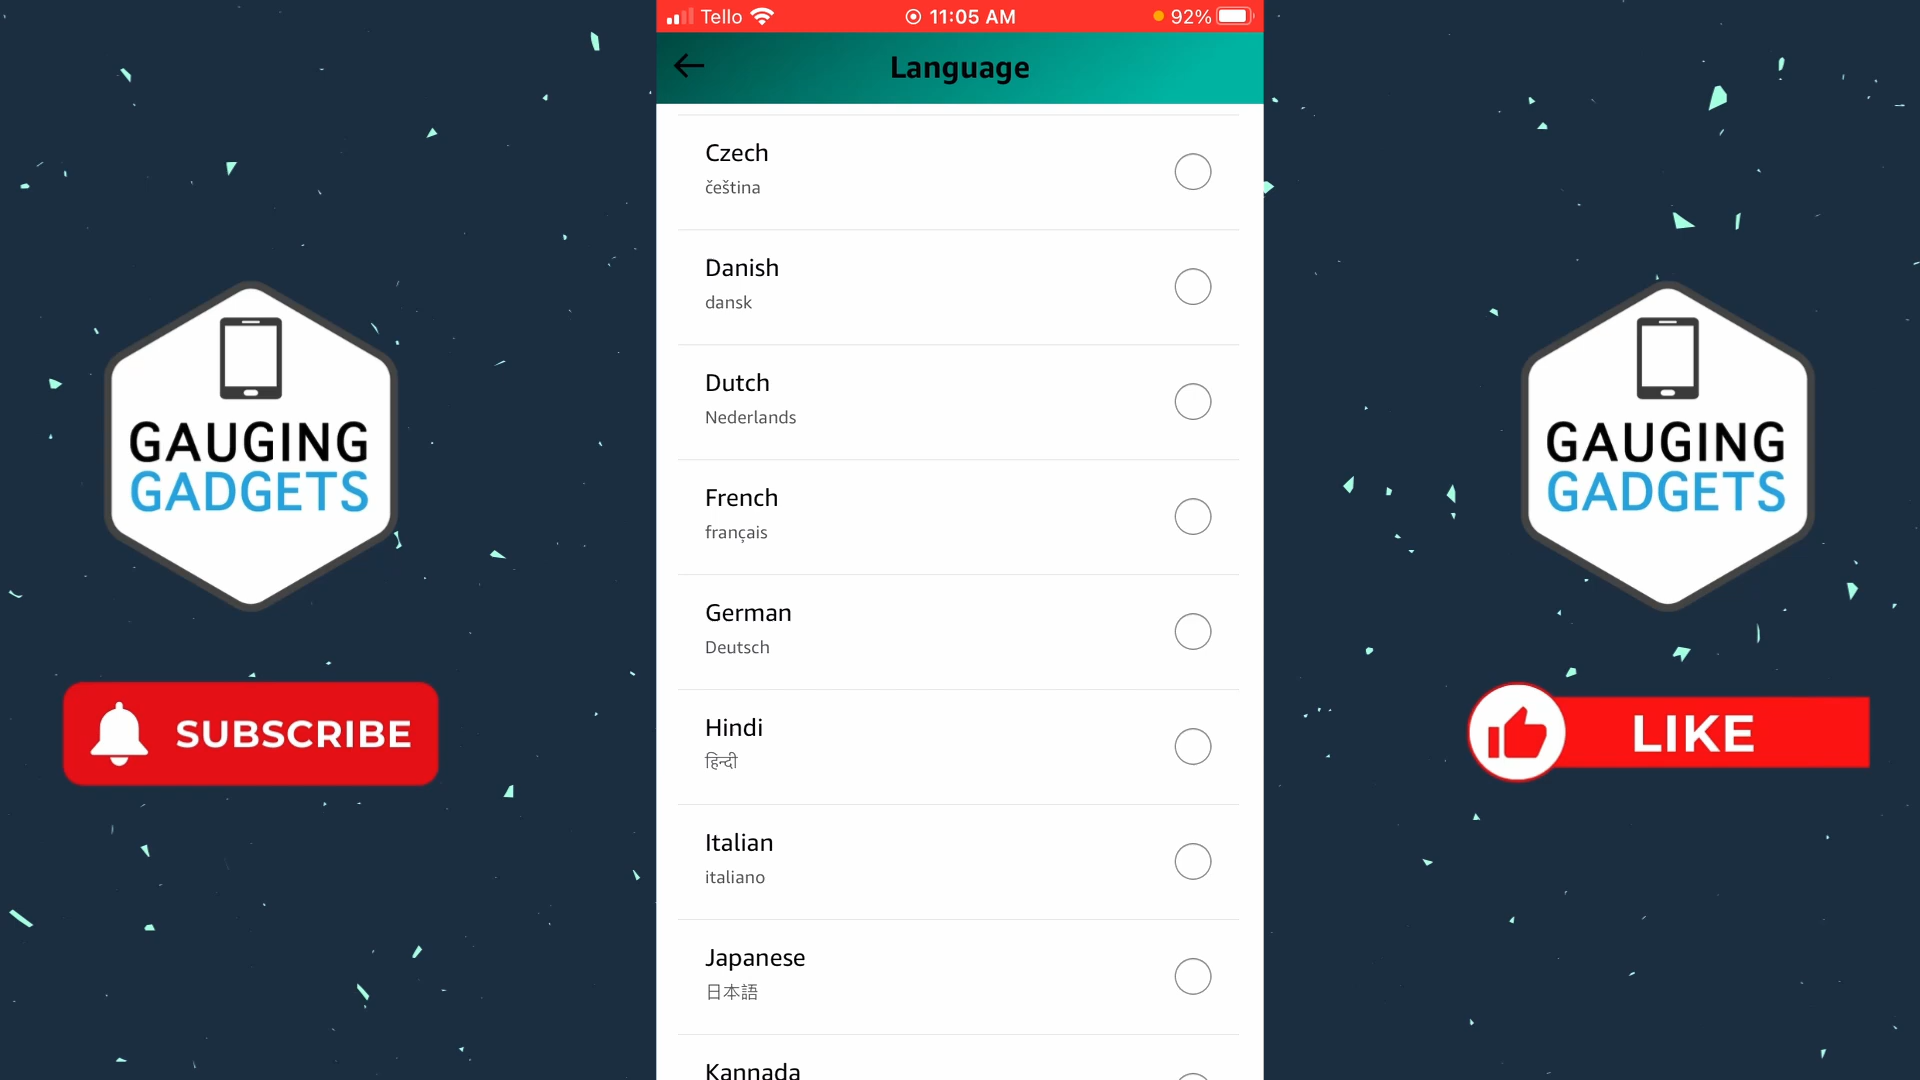 Tello 11:05 AM 92%
Language
Czech
čeština
Danish
dansk
Dutch
Nederlands
French
français
German
Deutsch
Hindi
हिन्दी
Italian
italiano
Japanese
日本語
Kannada
GAUGING
GADGETS
SUBSCRIBE
GAUGING
GADGETS
LIKE